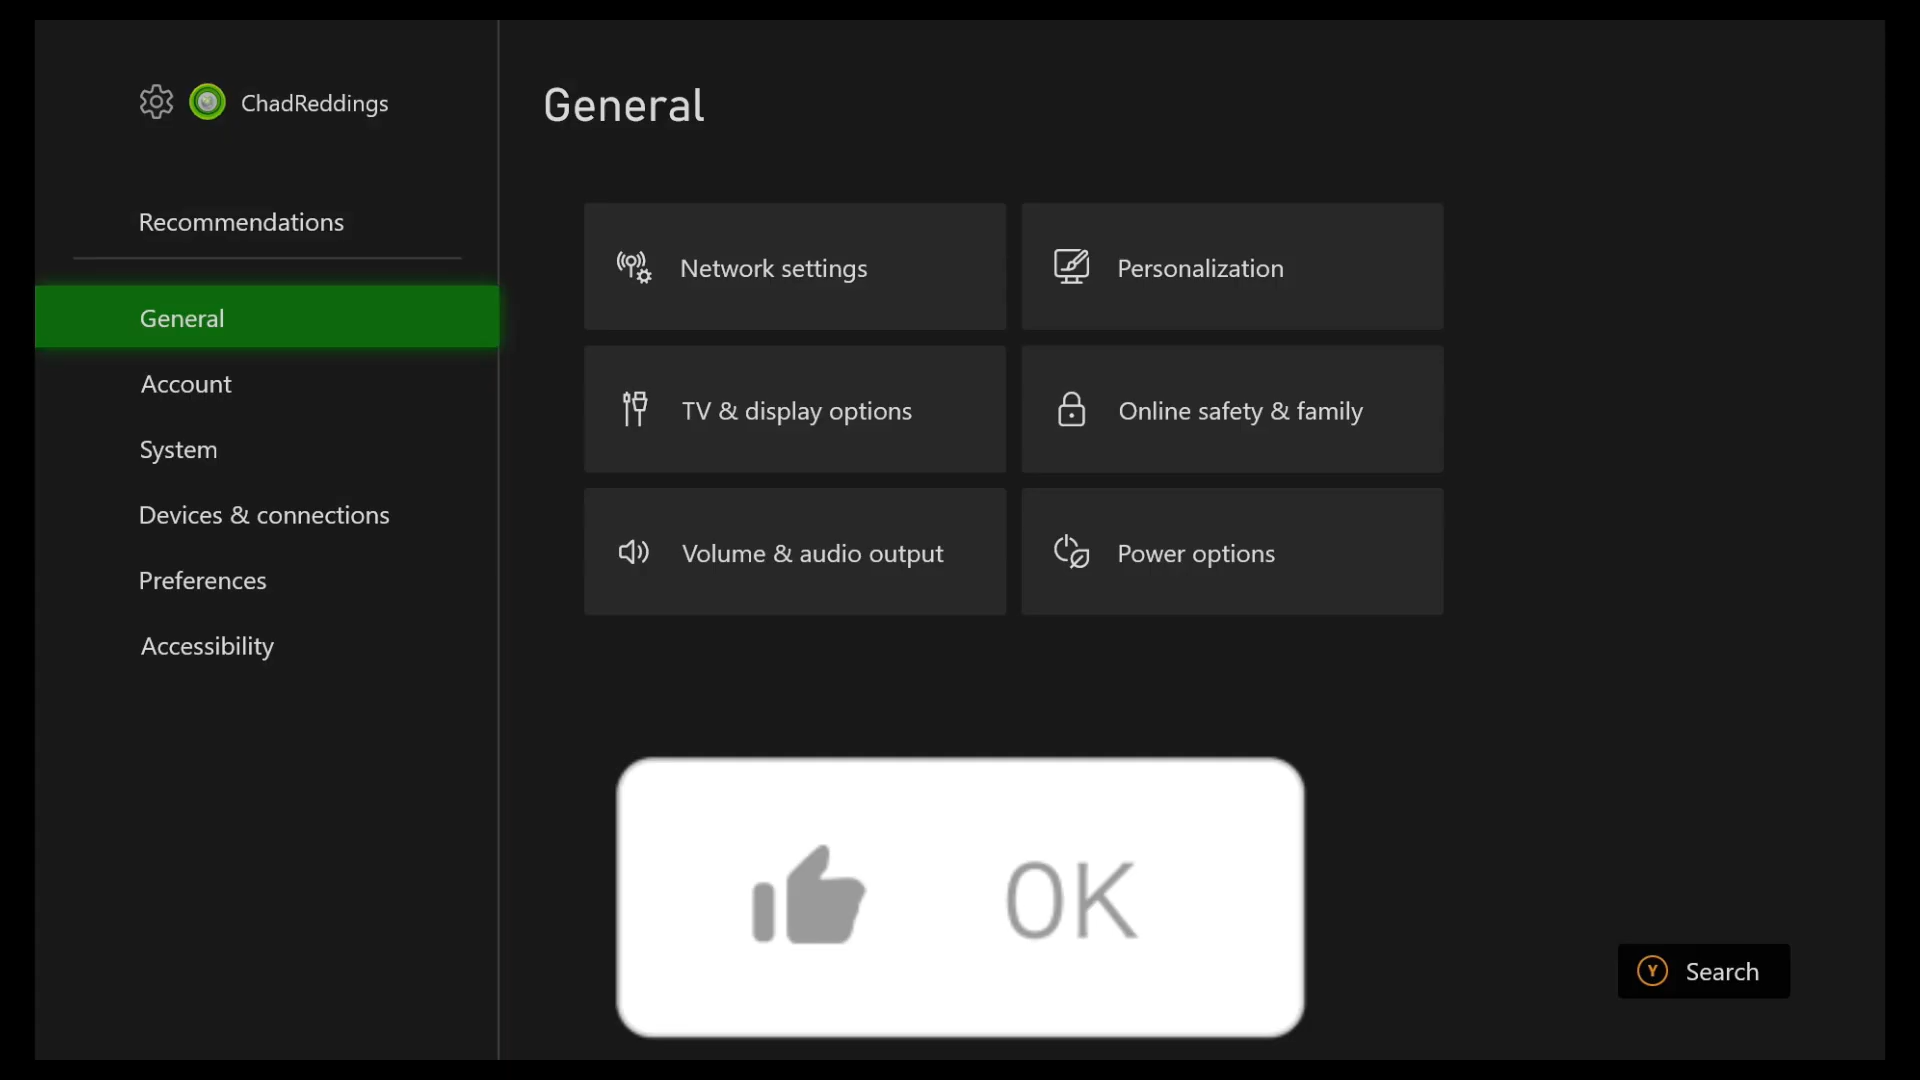 ChadReddings
Recommendations
General
Account
System
Devices & connections
Preferences
Accessibility
General
Network settings
Personalization
TV & display options
Online safety & family
Volume & audio output
Power options
0K
Y Search